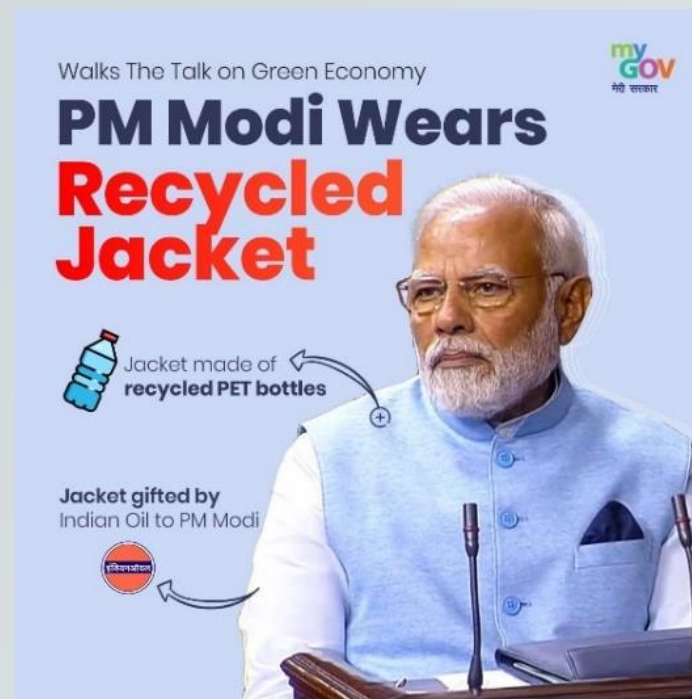 my
GOV
मेरी सरकार
Walks The Talk on Green Economy
PM Modi Wears
Recycled
Jacket
Jacket made of
recycled PET bottles
Jacket gifted by
Indian Oil to PM Modi
इंडियनऑयल